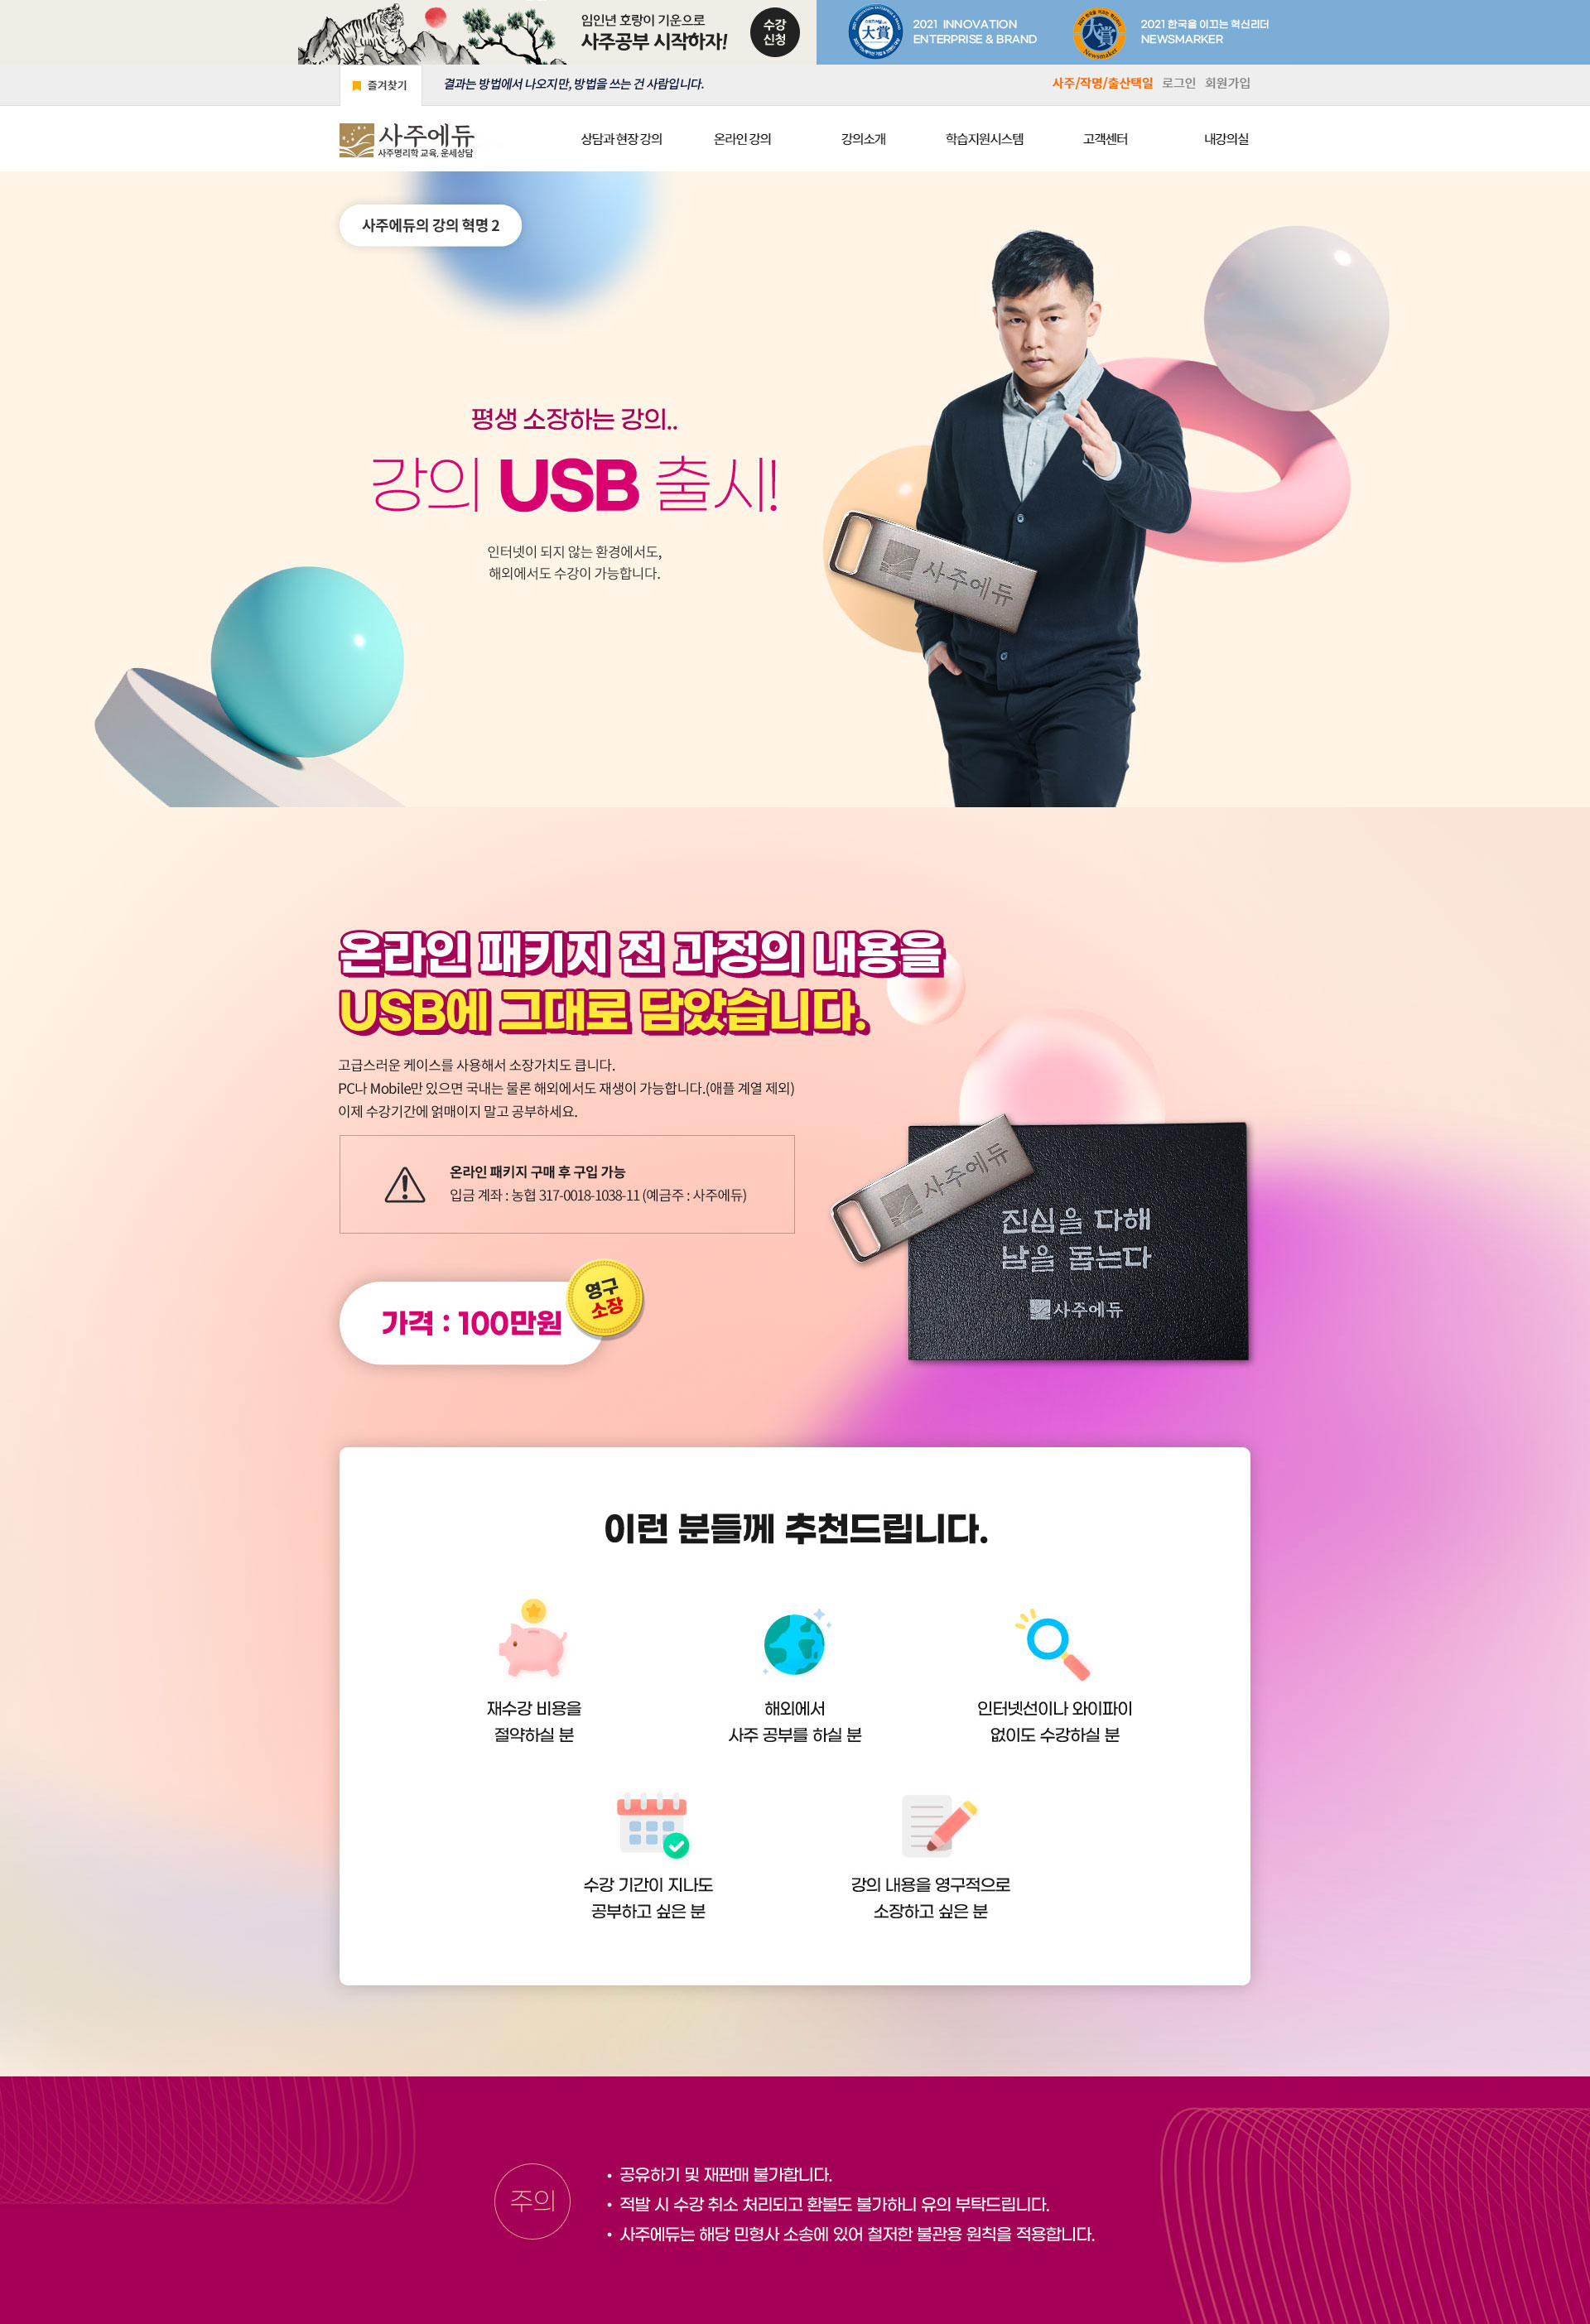 임인년 호랑이 기운으로
사주공부 시작하자!
수강
신청
大賞
2021 INNOVATION
ENTERPRISE & BRAND
大賞
Newsmaker
2021 한국을 이끄는 혁신리더
NEWSMARKER
즐겨찾기
결과는 방법에서 나오지만, 방법을 쓰는 건 사람입니다.
사주/작명/출산택일 로그인 회원가입
사주에듀
사주명리학 교육, 운세상담
상담과 현장 강의 온라인 강의 강의소개 학습지원시스템 고객센터 내강의실
사주에듀의 강의 혁명 2
평생 소장하는 강의..
강의 USB 출시!
인터넷이 되지 않는 환경에서도,
해외에서도 수강이 가능합니다.
사주에듀
온라인 패키지 전 과정의 내용을
USB에 그대로 담았습니다.
고급스러운 케이스를 사용해서 소장가치도 큽니다.
PC나 Mobile만 있으면 국내는 물론 해외에서도 재생이 가능합니다.(애플 계열 제외)
이제 수강기간에 얽매이지 말고 공부하세요.
온라인 패키지 구매 후 구입 가능
입금 계좌 : 농협 317-0018-1038-11 (예금주 : 사주에듀)
가격 : 100만원
영구
소장
사주에듀
진심을 다해
남을 돕는다
사주에듀
이런 분들께 추천드립니다.
재수강 비용을
절약하실 분
해외에서
사주 공부를 하실 분
인터넷선이나 와이파이
없이도 수강하실 분
수강 기간이 지나도
공부하고 싶은 분
강의 내용을 영구적으로
소장하고 싶은 분
주의
• 공유하기 및 재판매 불가합니다.
• 적발 시 수강 취소 처리되고 환불도 불가하니 유의 부탁드립니다.
• 사주에듀는 해당 민형사 소송에 있어 철저한 불관용 원칙을 적용합니다.